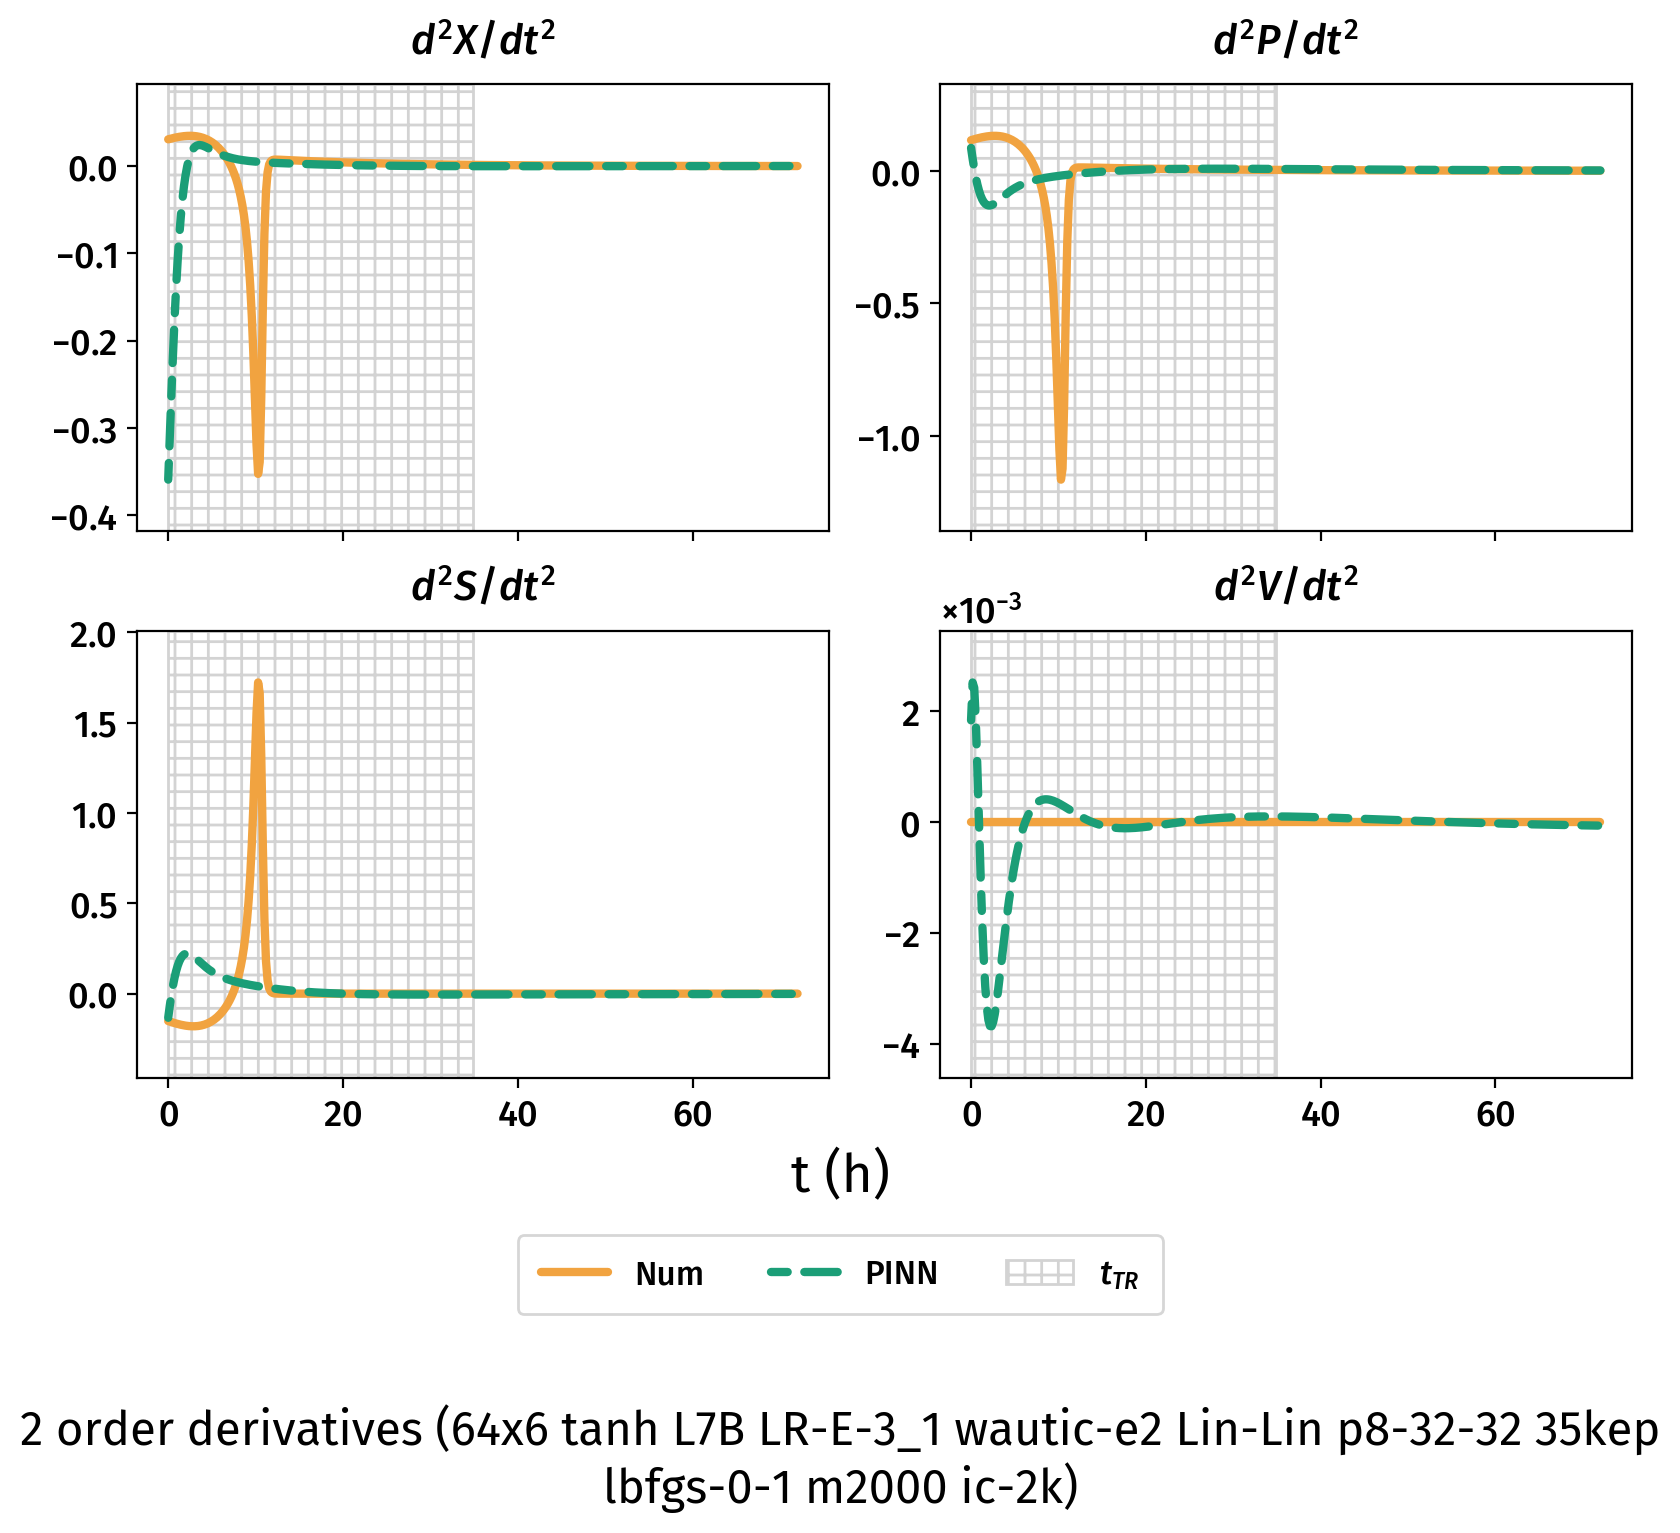 d²X/dt²
d²P/dt²
0.0
−0.1
−0.2
−0.3
−0.4
0.0
−0.5
−1.0
d²S/dt²
d²V/dt²
×10⁻³
2.0
1.5
1.0
0.5
0.0
2
0
−2
−4
0 20 40 60
0 20 40 60
t (h)
Num PINN t_TR
2 order derivatives (64x6 tanh L7B LR-E-3_1 wautic-e2 Lin-Lin p8-32-32 35kep
lbfgs-0-1 m2000 ic-2k)